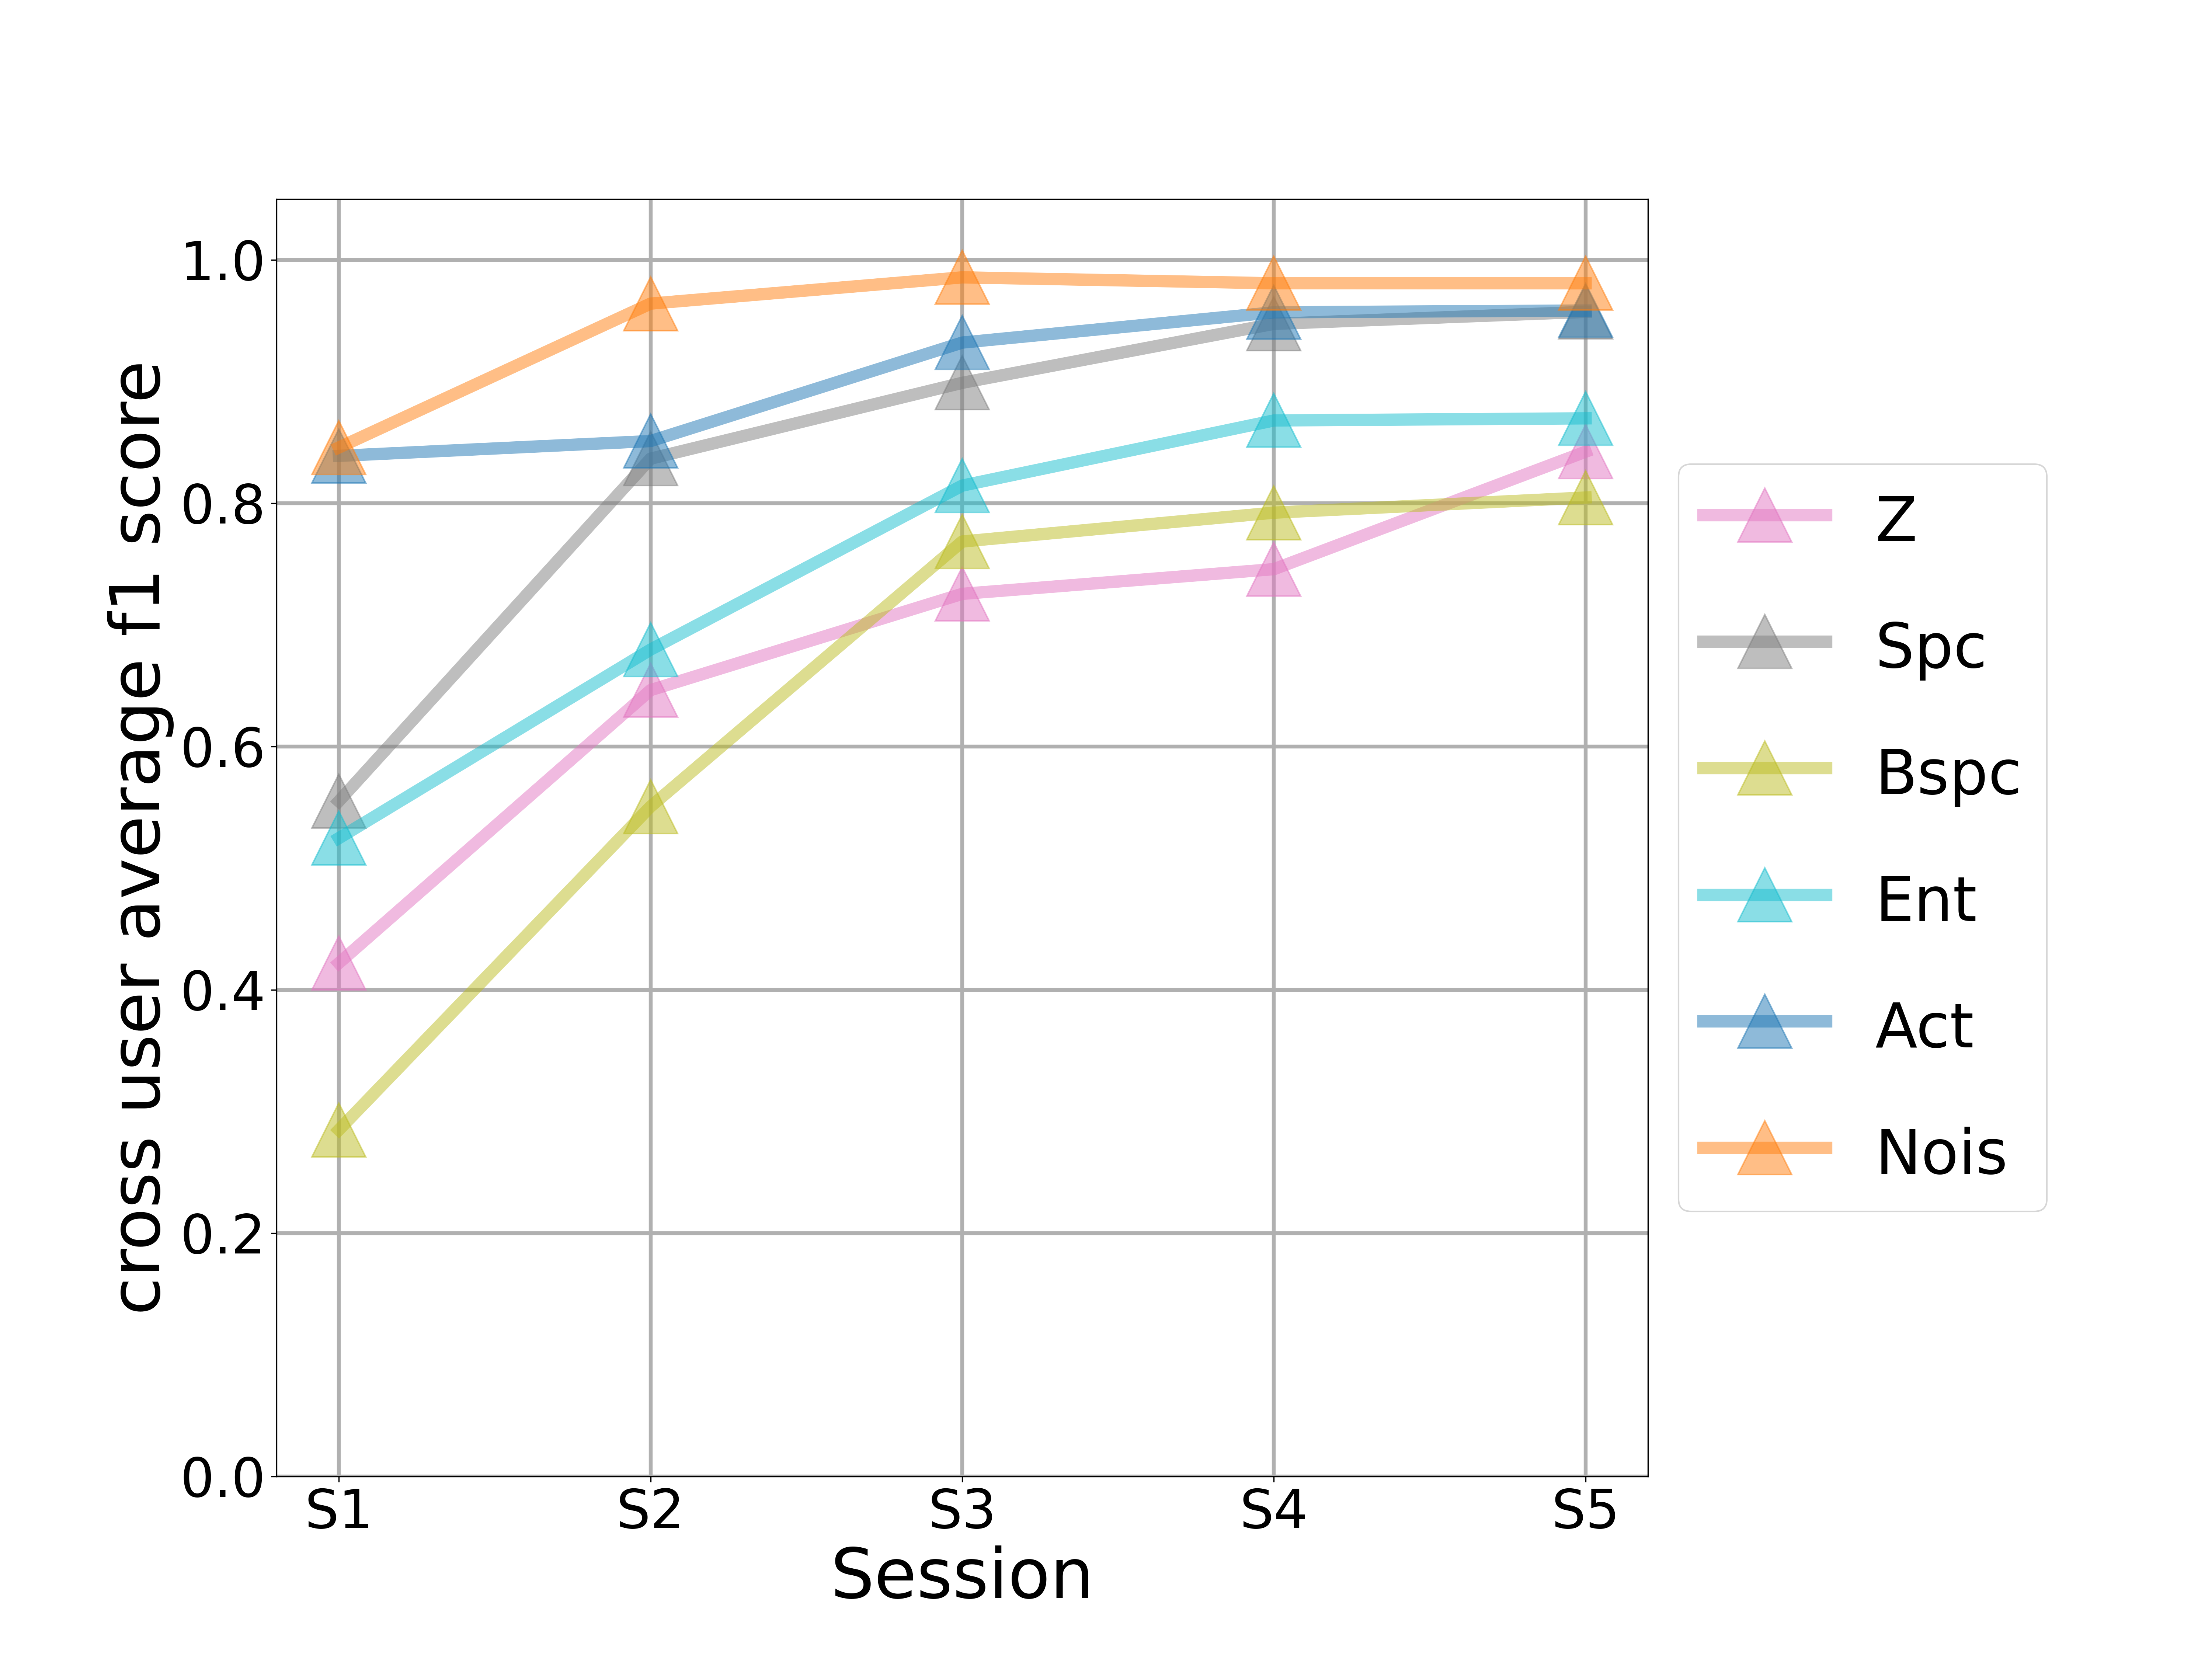 cross user average f1 score
1.0
0.8
0.6
0.4
0.2
0.0
S1 S2 S3 S4 S5
Session
Z
Spc
Bspc
Ent
Act
Nois